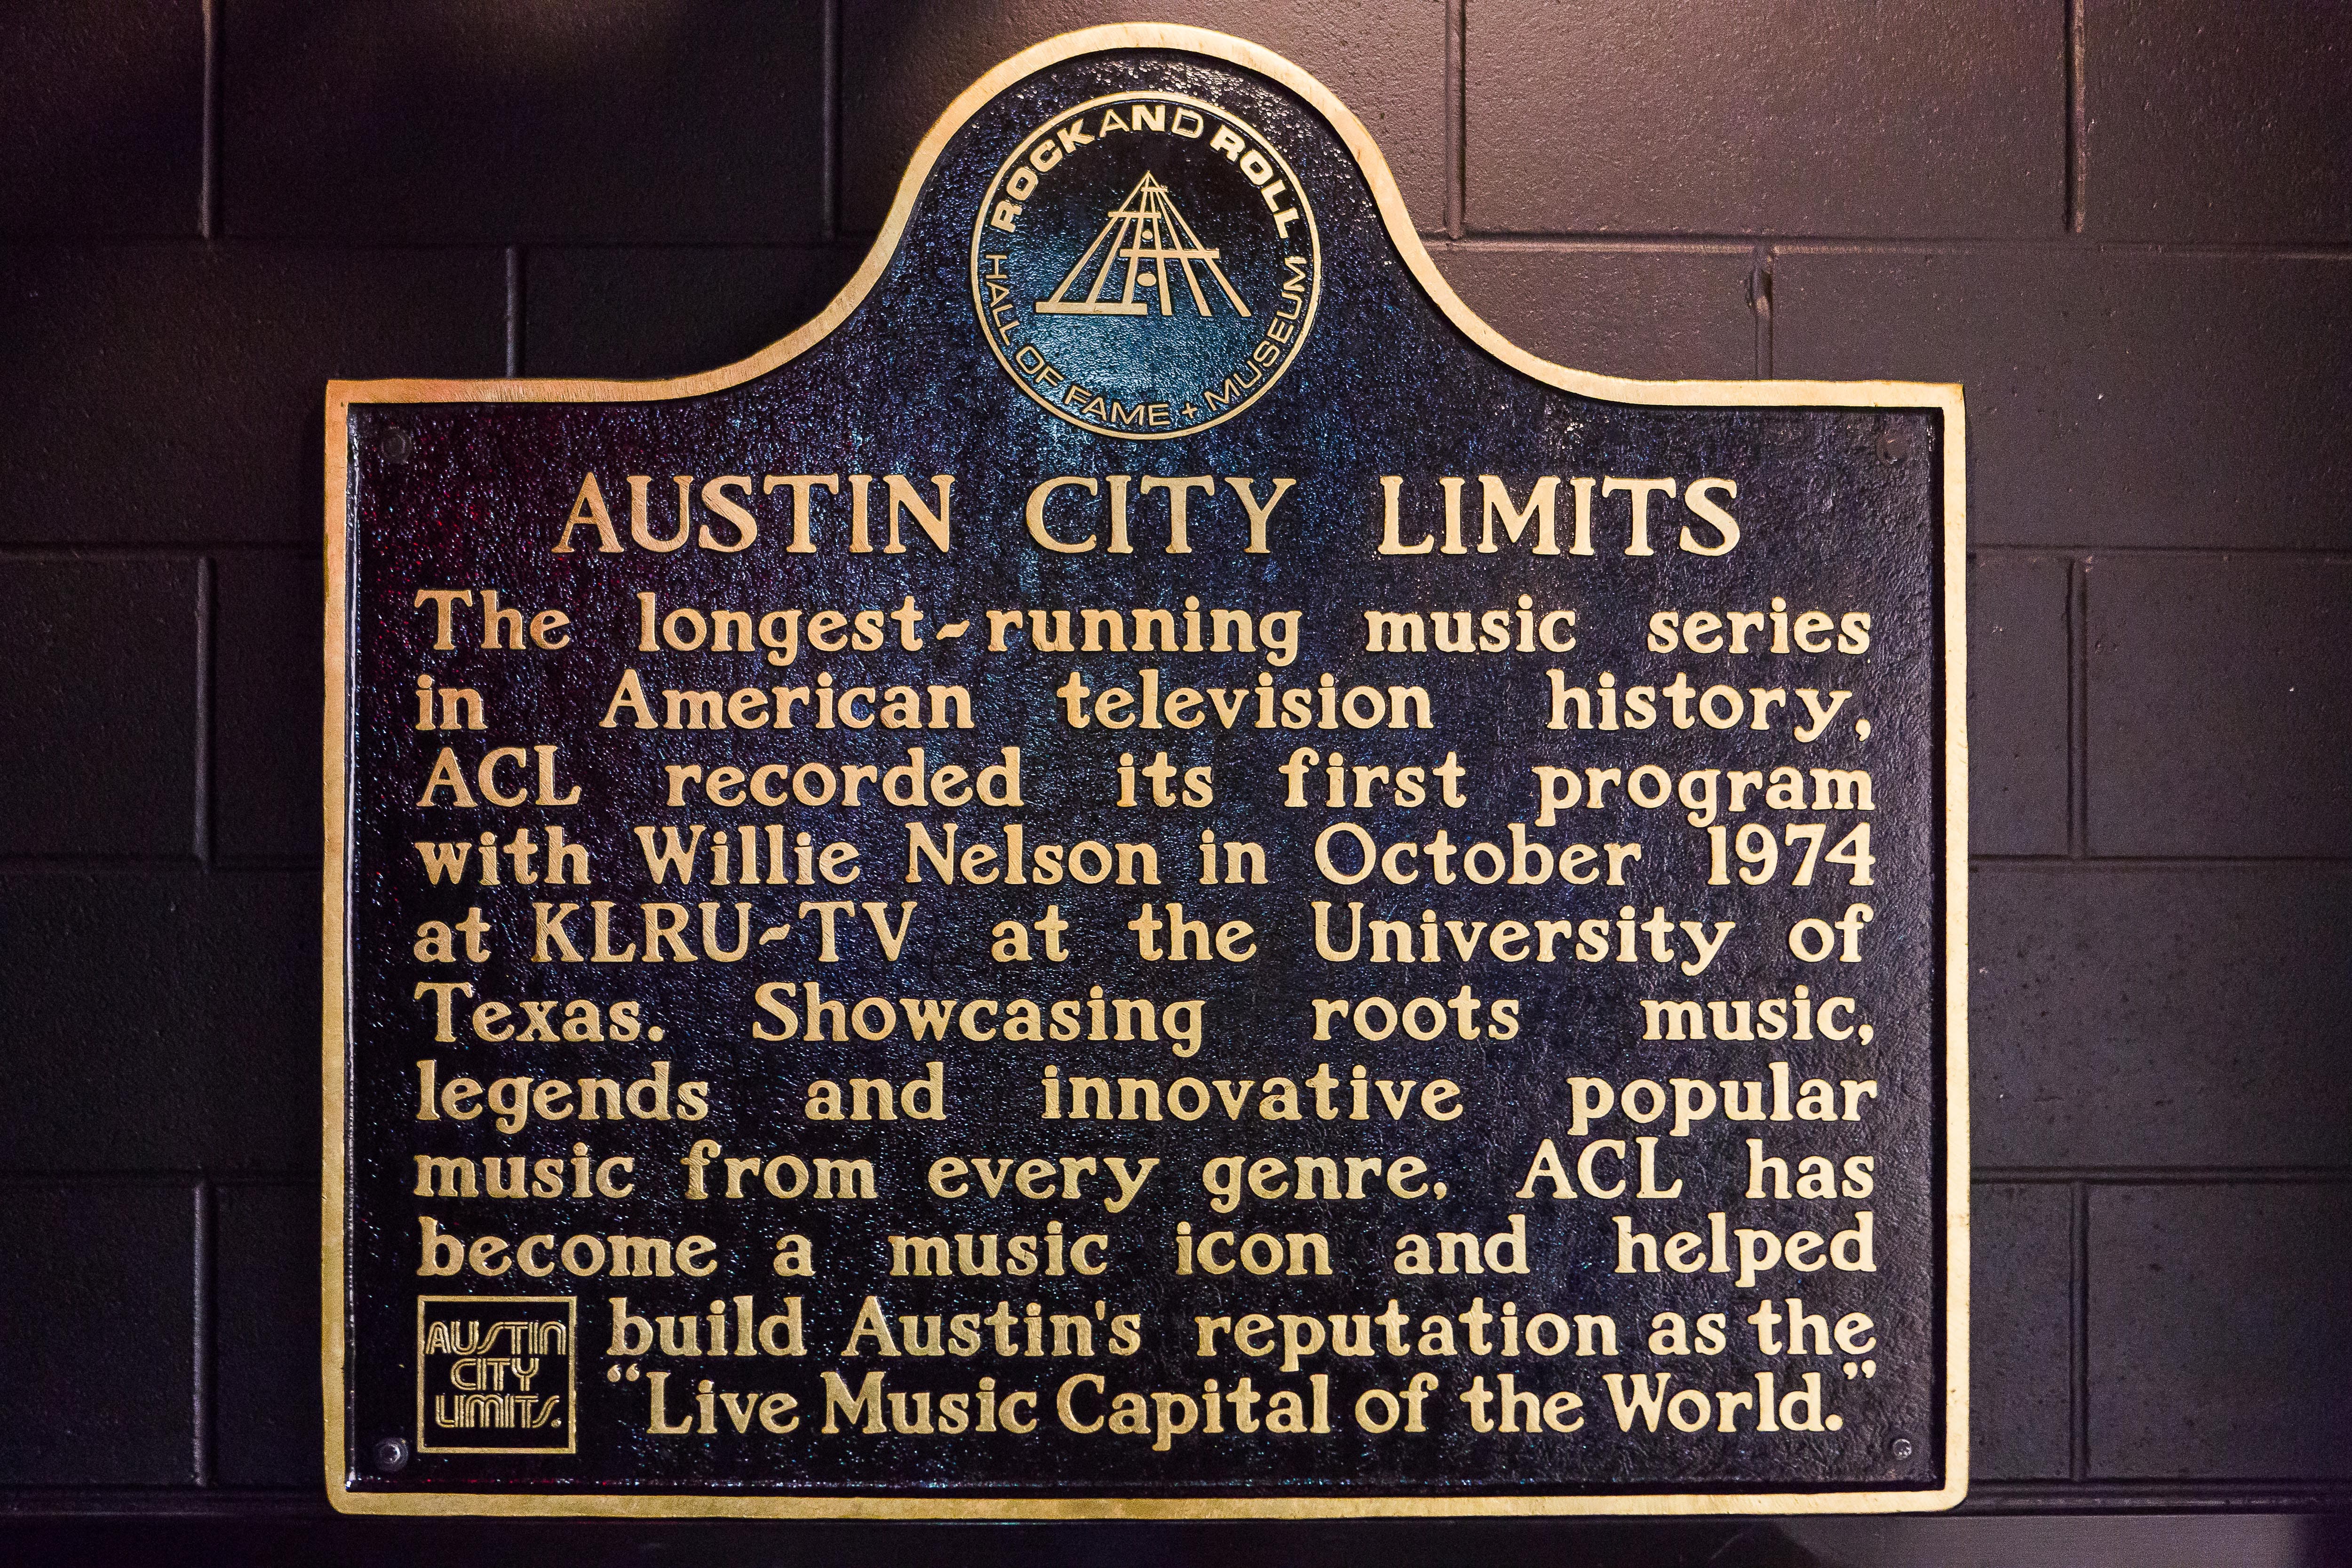 ROCK AND ROLL
HALL OF FAME + MUSEUM
AUSTIN CITY LIMITS
The longest-running music series
in American television history,
ACL recorded its first program
with Willie Nelson in October 1974
at KLRU-TV at the University of
Texas. Showcasing roots music,
legends and innovative popular
music from every genre, ACL has
become a music icon and helped
build Austin's reputation as the
“Live Music Capital of the World.”
AUSTIN
CITY
LIMITS.